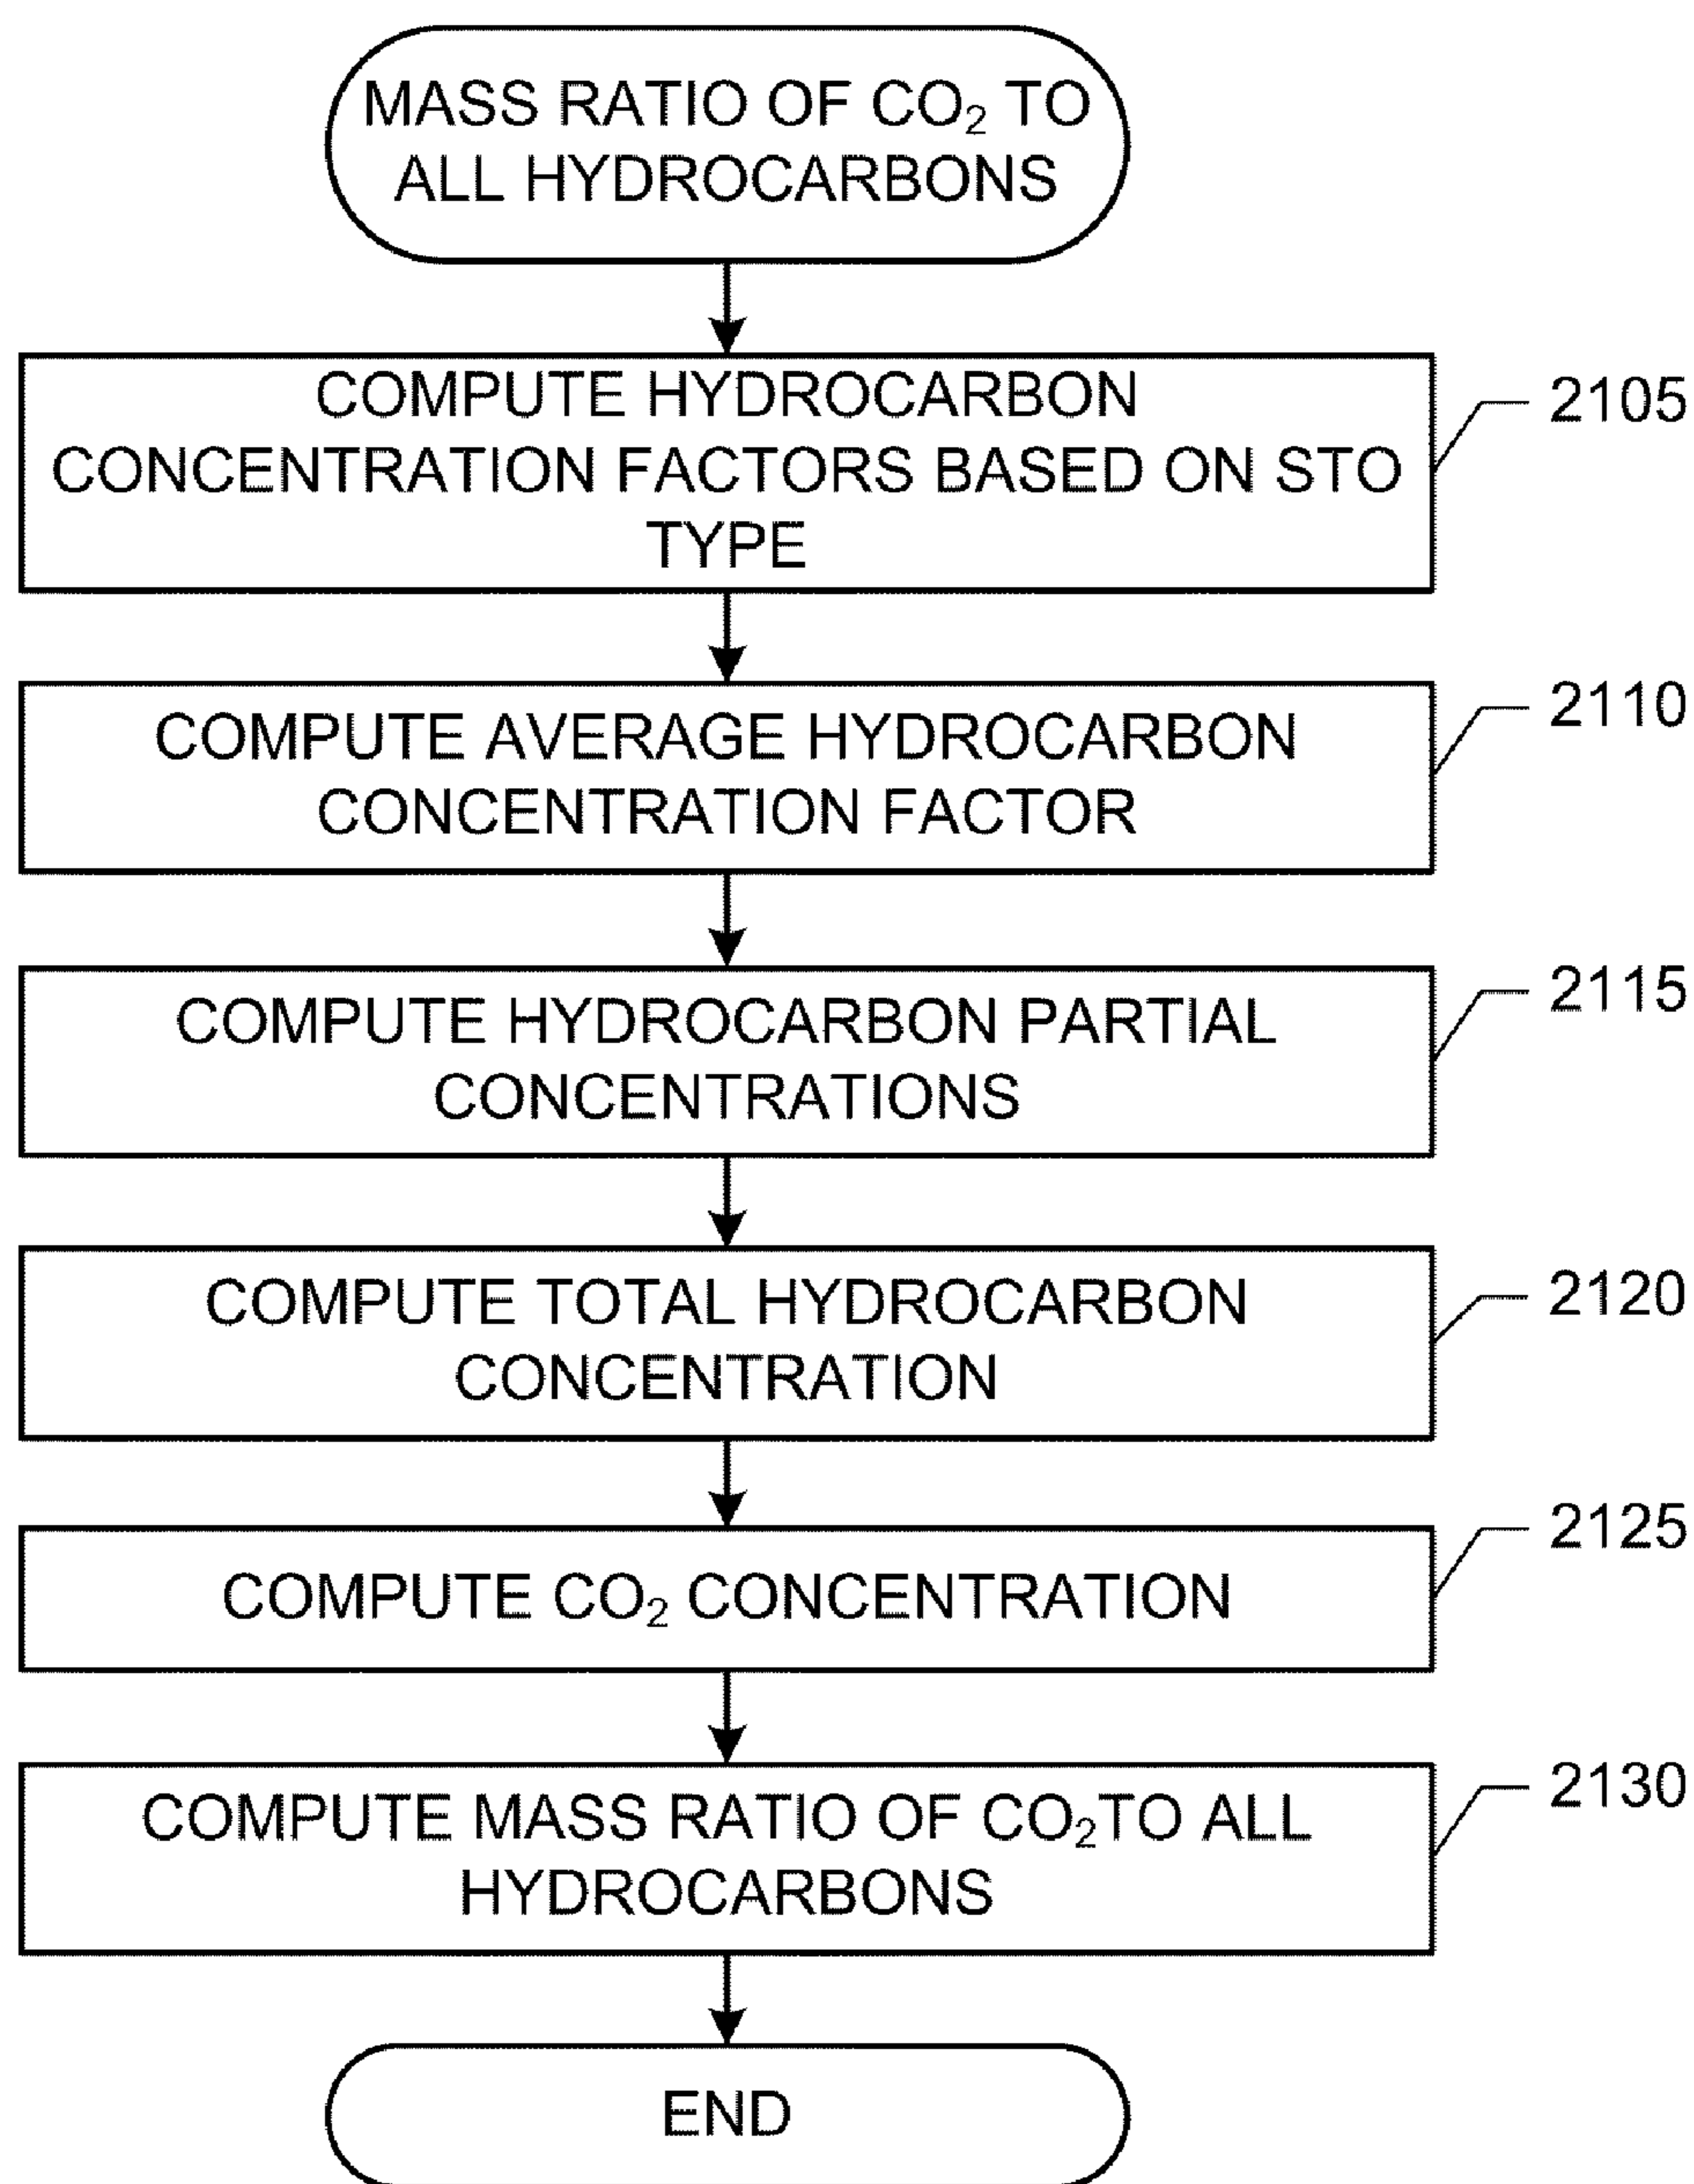 MASS RATIO OF CO₂ TO
ALL HYDROCARBONS
COMPUTE HYDROCARBON
CONCENTRATION FACTORS BASED ON STO
TYPE
2105
COMPUTE AVERAGE HYDROCARBON
CONCENTRATION FACTOR
2110
COMPUTE HYDROCARBON PARTIAL
CONCENTRATIONS
2115
COMPUTE TOTAL HYDROCARBON
CONCENTRATION
2120
COMPUTE CO₂ CONCENTRATION
2125
COMPUTE MASS RATIO OF CO₂TO ALL
HYDROCARBONS
2130
END